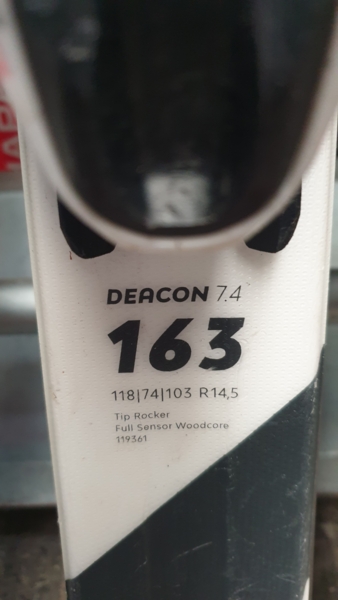 DEACON 7.4
163
118|74|103 R14,5
Tip Rocker
Full Sensor Woodcore
119361